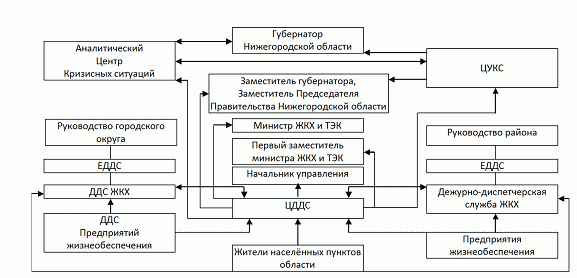 Губернатор
Нижегородской области
Аналитический
Центр
Кризисных ситуаций
ЦУКС
Заместитель губернатора,
Заместитель Председателя
Правительства Нижегородской области
Руководство городского
округа
Министр ЖКХ и ТЭК
Руководство района
Первый заместитель
министра ЖКХ и ТЭК
ЕДДС
Начальник управления
ЕДДС
ДДС ЖКХ
ЦДДС
Дежурно-диспетчерская
служба ЖКХ
ДДС
Предприятий
жизнеобеспечения
Жители населённых пунктов
области
Предприятия
жизнеобеспечения